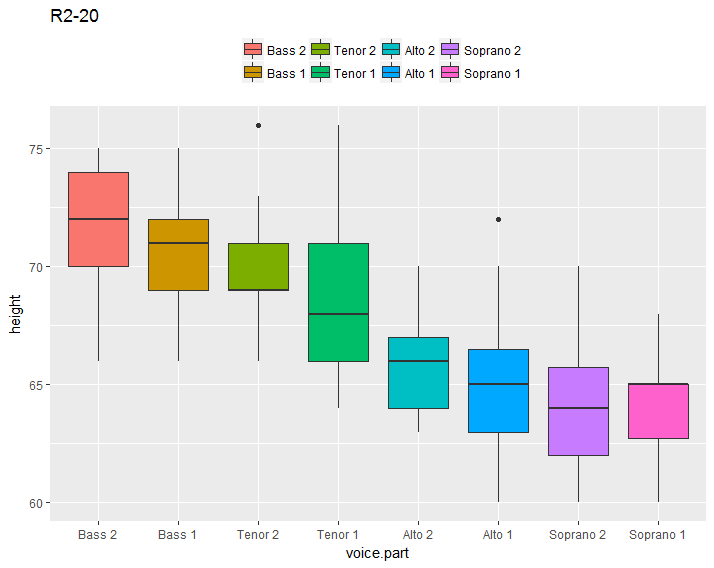 R2-20
Bass 2 Tenor 2 Alto 2 Soprano 2
Bass 1 Tenor 1 Alto 1 Soprano 1
75
70
height
65
60
Bass 2 Bass 1 Tenor 2 Tenor 1 Alto 2 Alto 1 Soprano 2 Soprano 1
voice.part